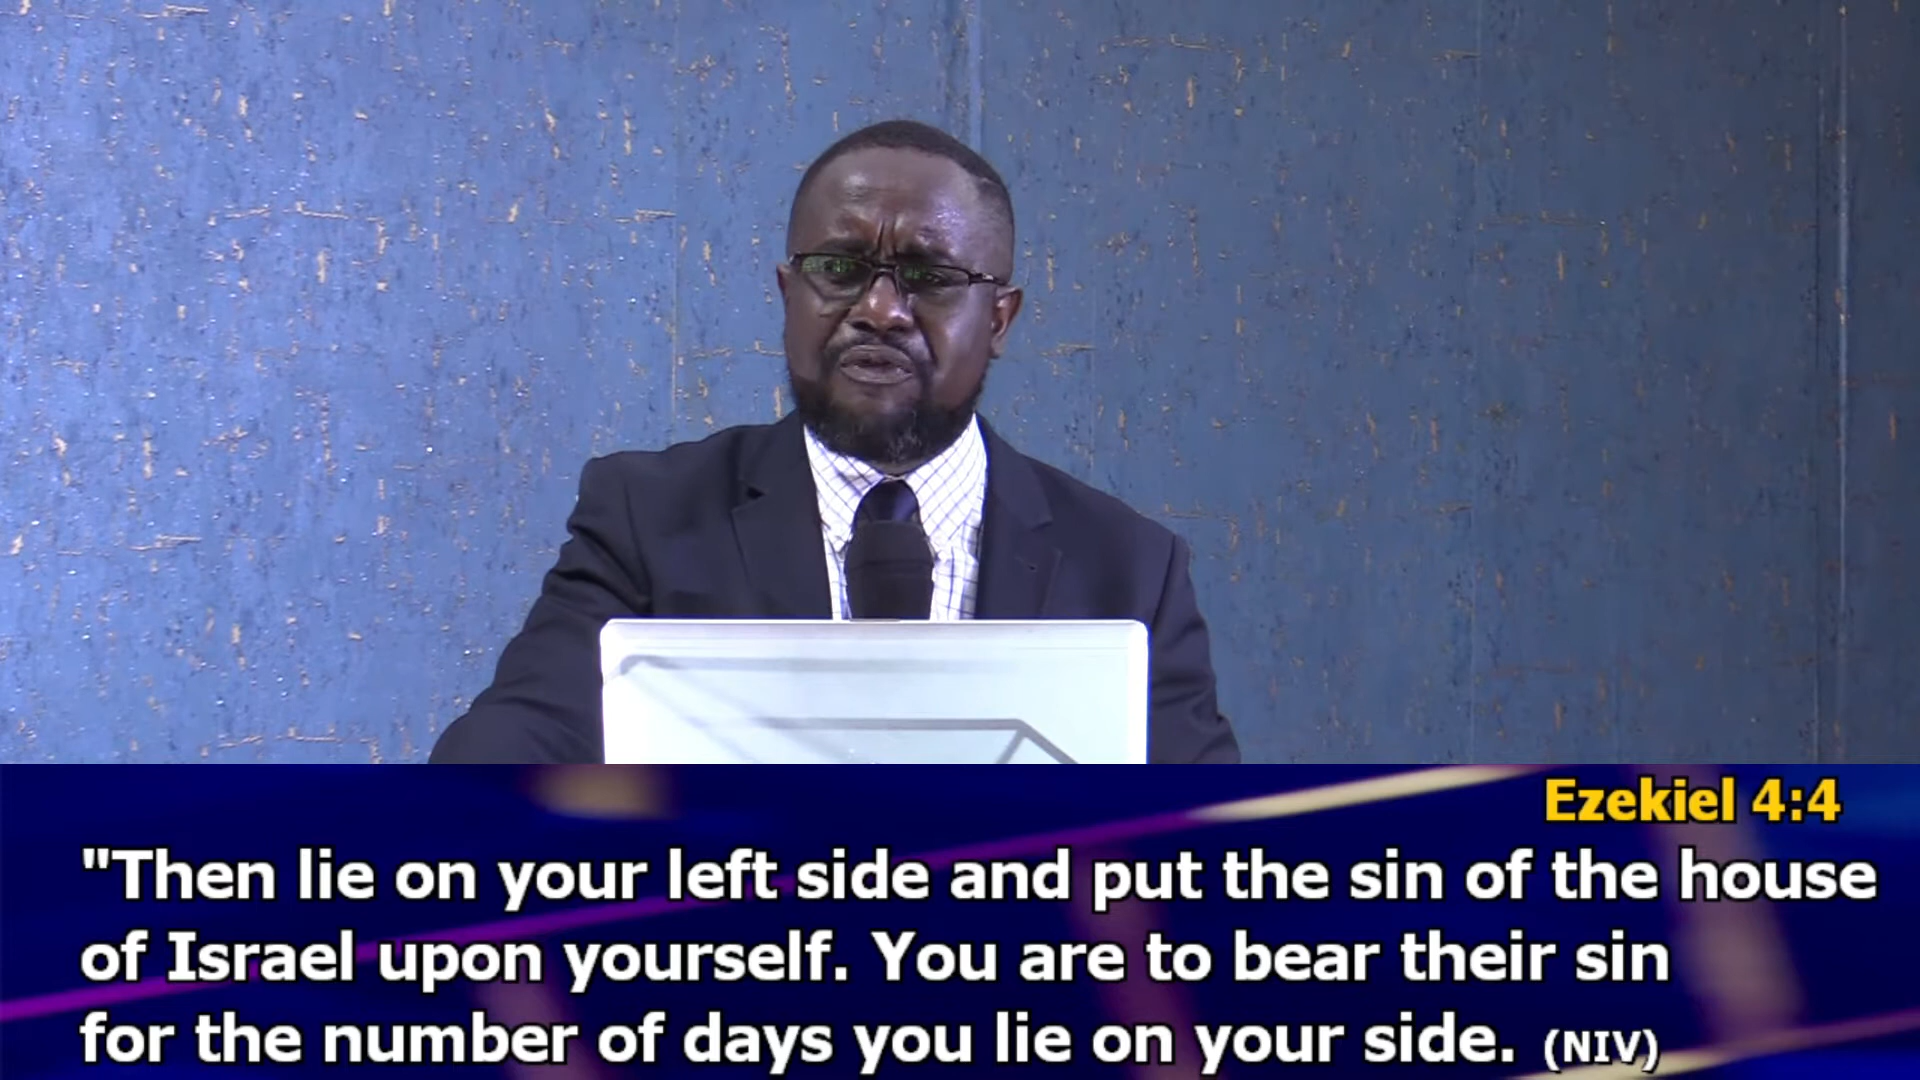 Ezekiel 4:4
"Then lie on your left side and put the sin of the house
of Israel upon yourself. You are to bear their sin
for the number of days you lie on your side. (NIV)